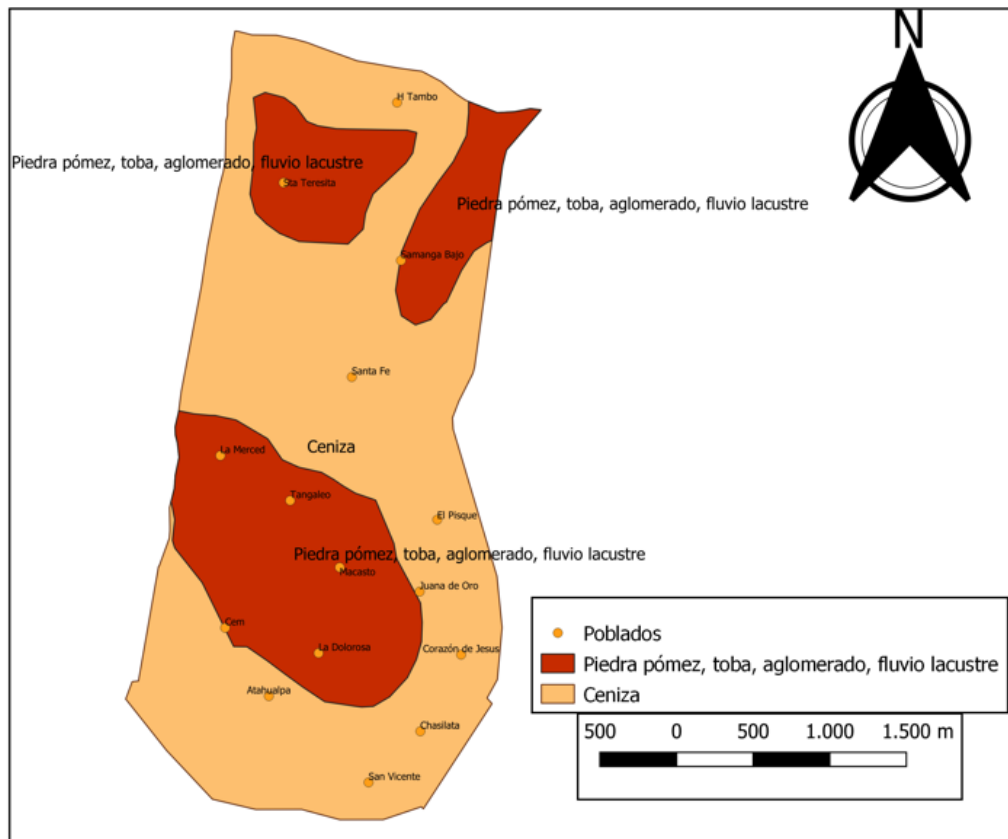 N
H Tambo
Piedra pómez, toba, aglomerado, fluvio lacustre
Sta Teresita
Piedra pómez, toba, aglomerado, fluvio lacustre
Samanga Bajo
Santa Fe
Ceniza
La Merced
Tangaleo
El Pisque
Piedra pómez, toba, aglomerado, fluvio lacustre
Macasto
Juana de Oro
Cem
La Dolorosa
Corazón de Jesus
Atahualpa
Chasilata
San Vicente
Poblados
Piedra pómez, toba, aglomerado, fluvio lacustre
Ceniza
500 0 500 1.000 1.500 m